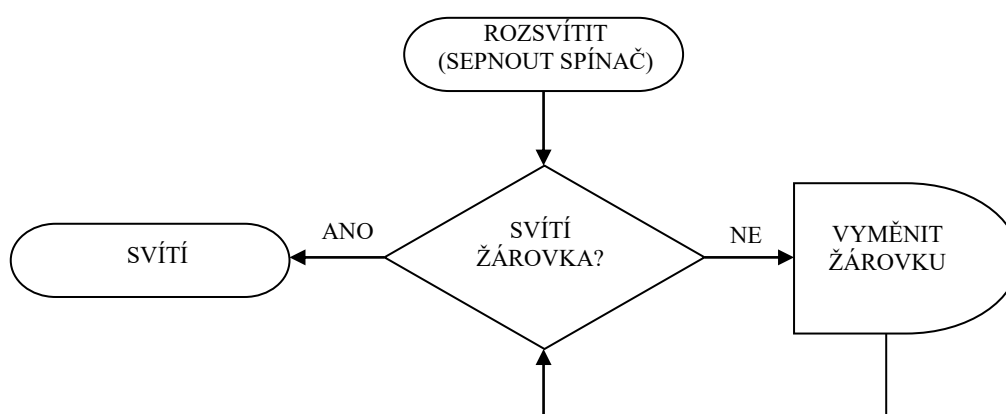 ROZSVÍTIT
(SEPNOUT SPÍNAČ)
SVÍTÍ
ANO
SVÍTÍ
ŽÁROVKA?
NE
VYMĚNIT
ŽÁROVKU